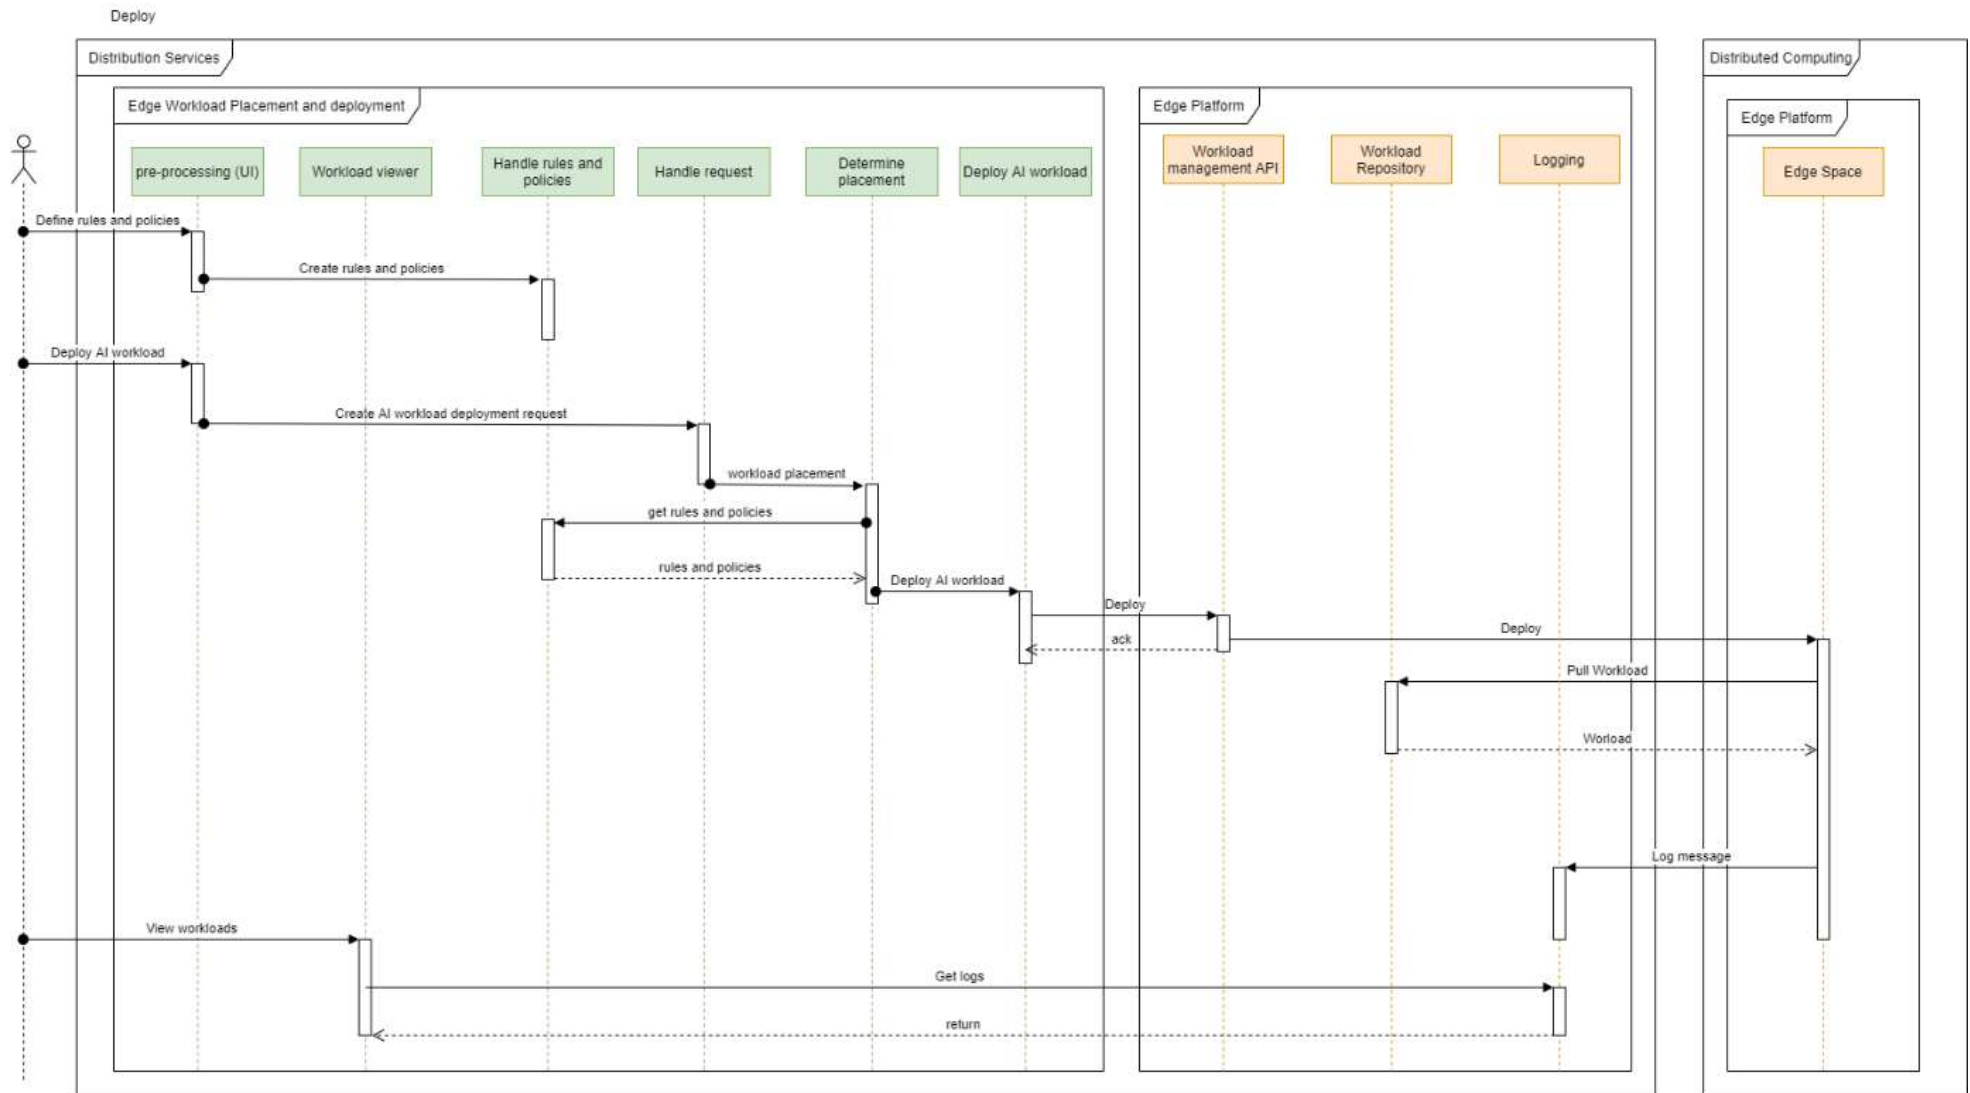 Deploy
Distribution Services
Distributed Computing
Edge Workload Placement and deployment
Edge Platform
Edge Platform
pre-processing (UI)
Workload viewer
Handle rules and
policies
Handle request
Determine
placement
Deploy AI workload
Workload
management API
Workload
Repository
Logging
Edge Space
Define rules and policies
Create rules and policies
Deploy AI workload
Create AI workload deployment request
workload placement
get rules and policies
rules and policies
Deploy AI workload
Deploy
Deploy
ack
Pull Workload
Worload
Log message
View workloads
Get logs
return